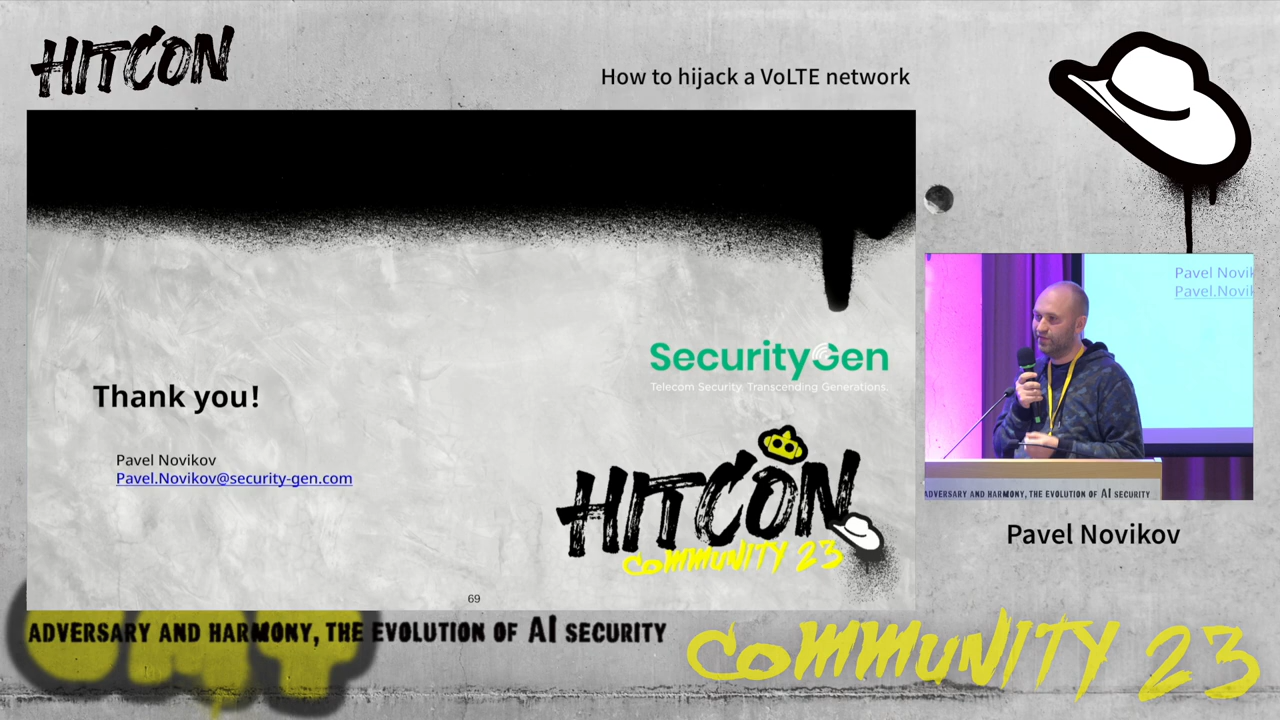 HITCON
How to hijack a VoLTE network
SecurityGen
Telecom Security. Transcending Generations.
Thank you!
Pavel Novikov
Pavel.Novikov@security-gen.com
HITCON
COMMUNITY 23
69
Pavel Novik
Pavel.Novik
ADVERSARY AND HARMONY, THE EVOLUTION OF AI SECURITY
Pavel Novikov
ADVERSARY AND HARMONY, THE EVOLUTION OF AI SECURITY
COMMUNITY 23